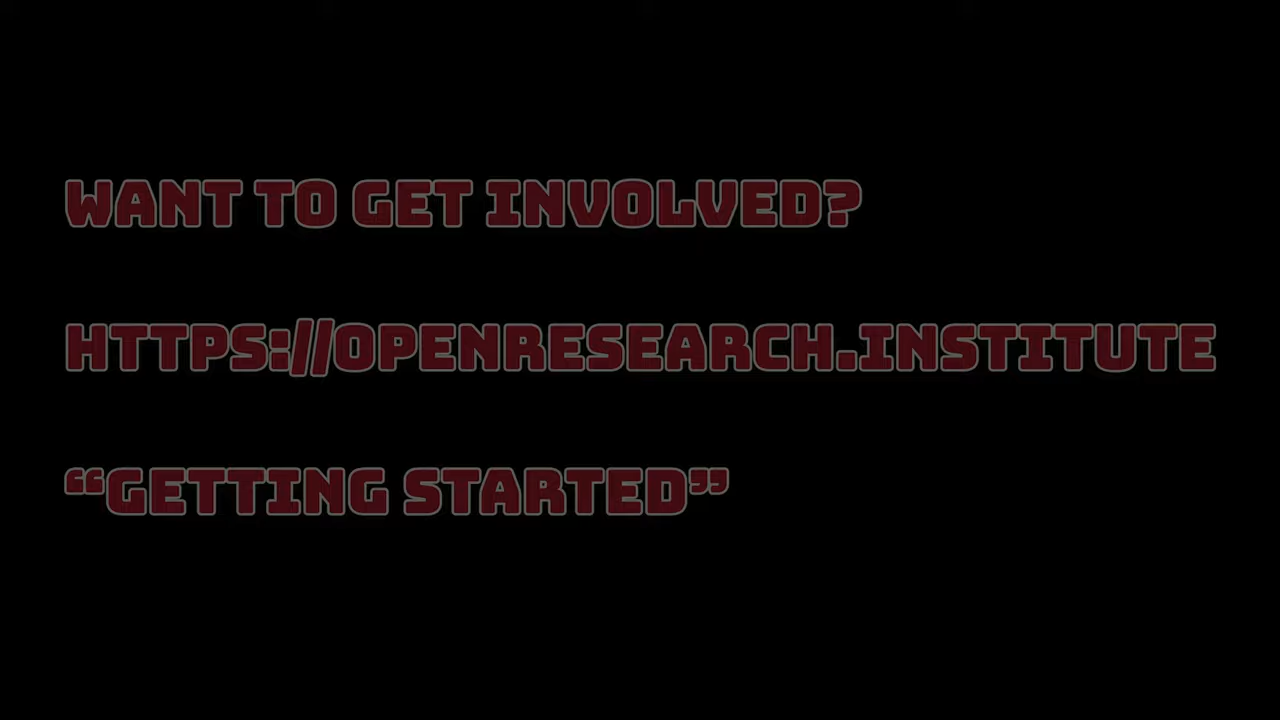 WANT TO GET INVOLVED?
HTTPS://OPENRESEARCH.INSTITUTE
“GETTING STARTED”